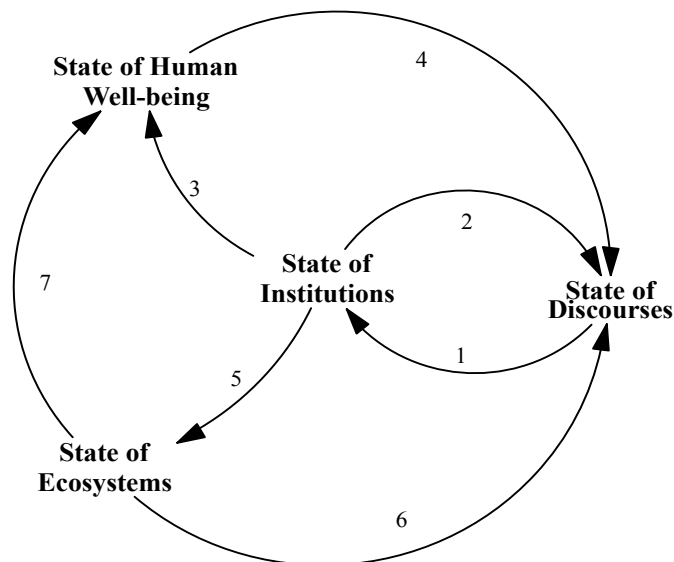 4
State of Human
Well-being
3
2
State of
Institutions
7
State of
Discourses
1
5
State of
Ecosystems
6